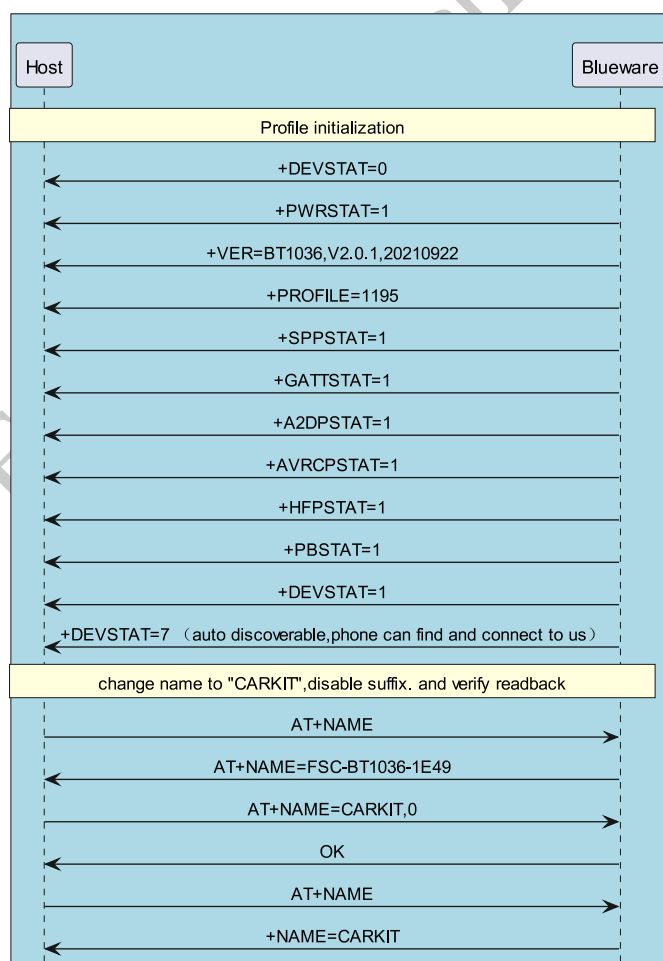 Host
Blueware
Profile initialization
+DEVSTAT=0
+PWRSTAT=1
+VER=BT1036,V2.0.1,20210922
+PROFILE=1195
+SPPSTAT=1
+GATTSTAT=1
+A2DPSTAT=1
+AVRCPSTAT=1
+HFPSTAT=1
+PBSTAT=1
+DEVSTAT=1
+DEVSTAT=7 （auto discoverable,phone can find and connect to us）
change name to "CARKIT",disable suffix. and verify readback
AT+NAME
AT+NAME=FSC-BT1036-1E49
AT+NAME=CARKIT,0
OK
AT+NAME
+NAME=CARKIT